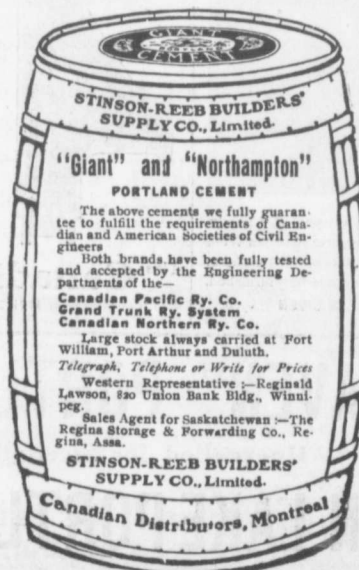 GIANT
CEMENT
STINSON-REEB BUILDERS'
SUPPLY CO., Limited.
"Giant" and "Northampton"
PORTLAND CEMENT
The above cements we fully guaran-
tee to fulfill the requirements of Cana-
dian and American Societies of Civil En-
gineers
Both brands have been fully tested
and accepted by the Engineering De-
partments of the—
Canadian Pacific Ry. Co.
Grand Trunk Ry. System
Canadian Northern Ry. Co.
Large stock always carried at Fort
William, Port Arthur and Duluth.
Telegraph, Telephone or Write for Prices
Western Representative :—Reginald
Lawson, 820 Union Bank Bldg., Winni-
peg.
Sales Agent for Saskatchewan :—The
Regina Storage & Forwarding Co., Re-
gina, Assa.
STINSON-REEB BUILDERS'
SUPPLY CO., Limited.
Canadian Distributors, Montreal